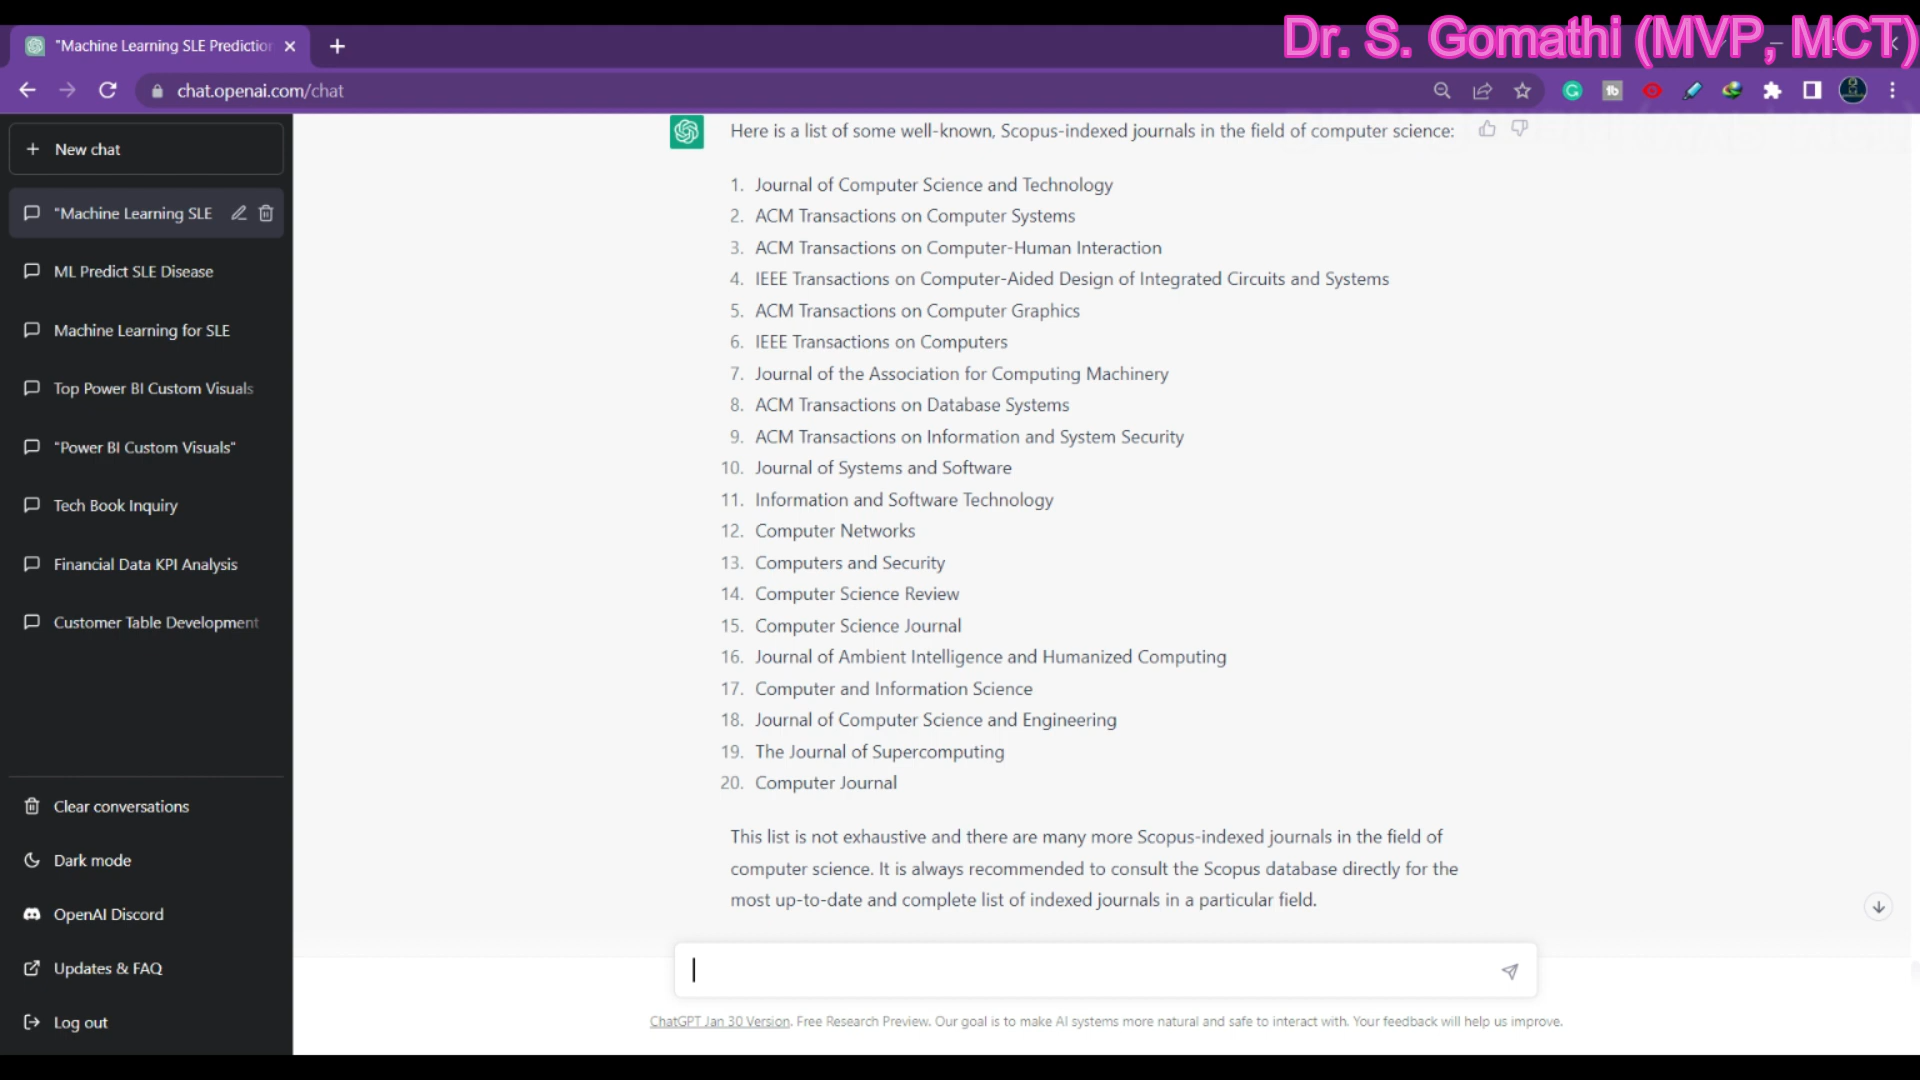 Dr. S. Gomathi (MVP, MCT)
"Machine Learning SLE Prediction
chat.openai.com/chat
New chat
"Machine Learning SLE
ML Predict SLE Disease
Machine Learning for SLE
Top Power BI Custom Visuals
"Power BI Custom Visuals"
Tech Book Inquiry
Financial Data KPI Analysis
Customer Table Development
Clear conversations
Dark mode
OpenAI Discord
Updates & FAQ
Log out
Here is a list of some well-known, Scopus-indexed journals in the field of computer science:
1. Journal of Computer Science and Technology
2. ACM Transactions on Computer Systems
3. ACM Transactions on Computer-Human Interaction
4. IEEE Transactions on Computer-Aided Design of Integrated Circuits and Systems
5. ACM Transactions on Computer Graphics
6. IEEE Transactions on Computers
7. Journal of the Association for Computing Machinery
8. ACM Transactions on Database Systems
9. ACM Transactions on Information and System Security
10. Journal of Systems and Software
11. Information and Software Technology
12. Computer Networks
13. Computers and Security
14. Computer Science Review
15. Computer Science Journal
16. Journal of Ambient Intelligence and Humanized Computing
17. Computer and Information Science
18. Journal of Computer Science and Engineering
19. The Journal of Supercomputing
20. Computer Journal
This list is not exhaustive and there are many more Scopus-indexed journals in the field of
computer science. It is always recommended to consult the Scopus database directly for the
most up-to-date and complete list of indexed journals in a particular field.
ChatGPT Jan 30 Version. Free Research Preview. Our goal is to make AI systems more natural and safe to interact with. Your feedback will help us improve.